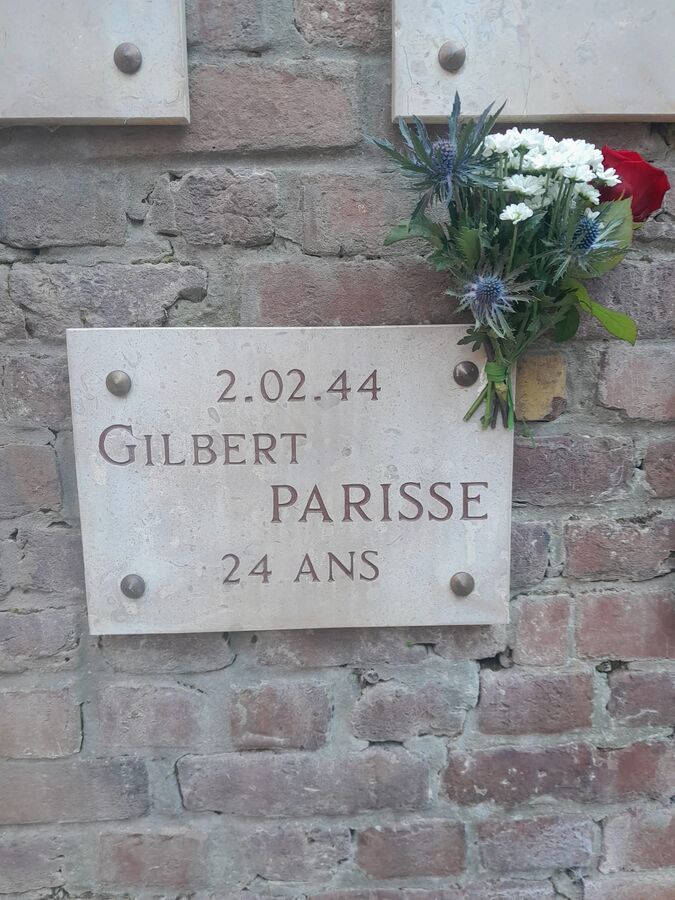 2.02.44
GILBERT
PARISSE
24 ANS